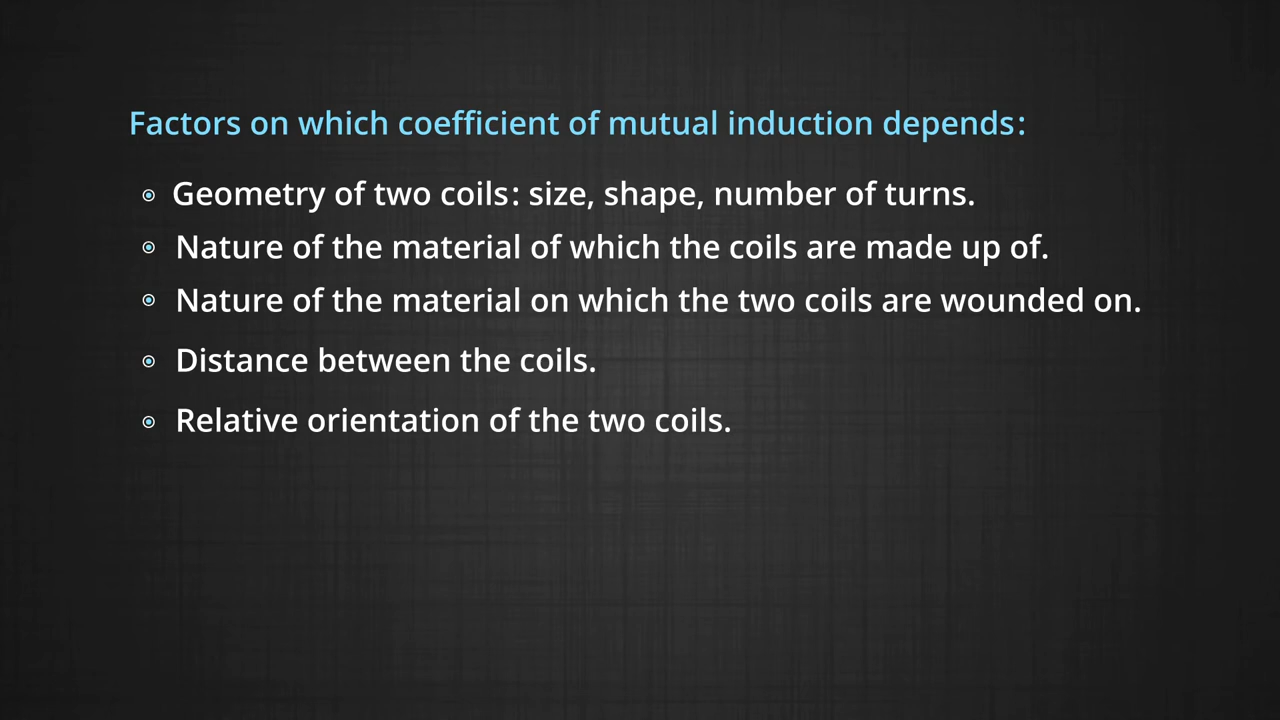 Factors on which coefficient of mutual induction depends:
Geometry of two coils: size, shape, number of turns.
Nature of the material of which the coils are made up of.
Nature of the material on which the two coils are wounded on.
Distance between the coils.
Relative orientation of the two coils.